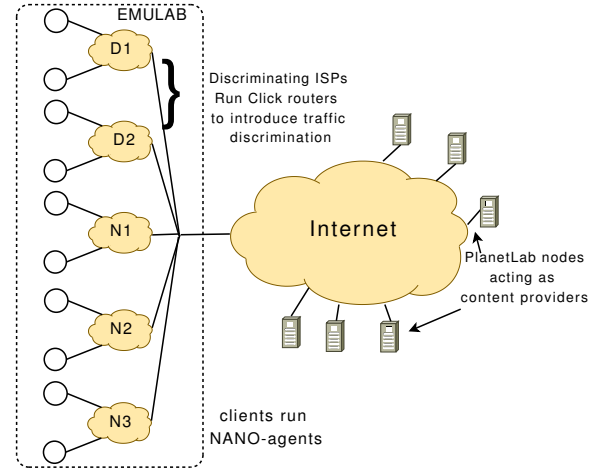 EMULAB
D1
D2
N1
N2
N3
Discriminating ISPs
Run Click routers
to introduce traffic
discrimination
Internet
PlanetLab nodes
acting as
content providers
clients run
NANO-agents